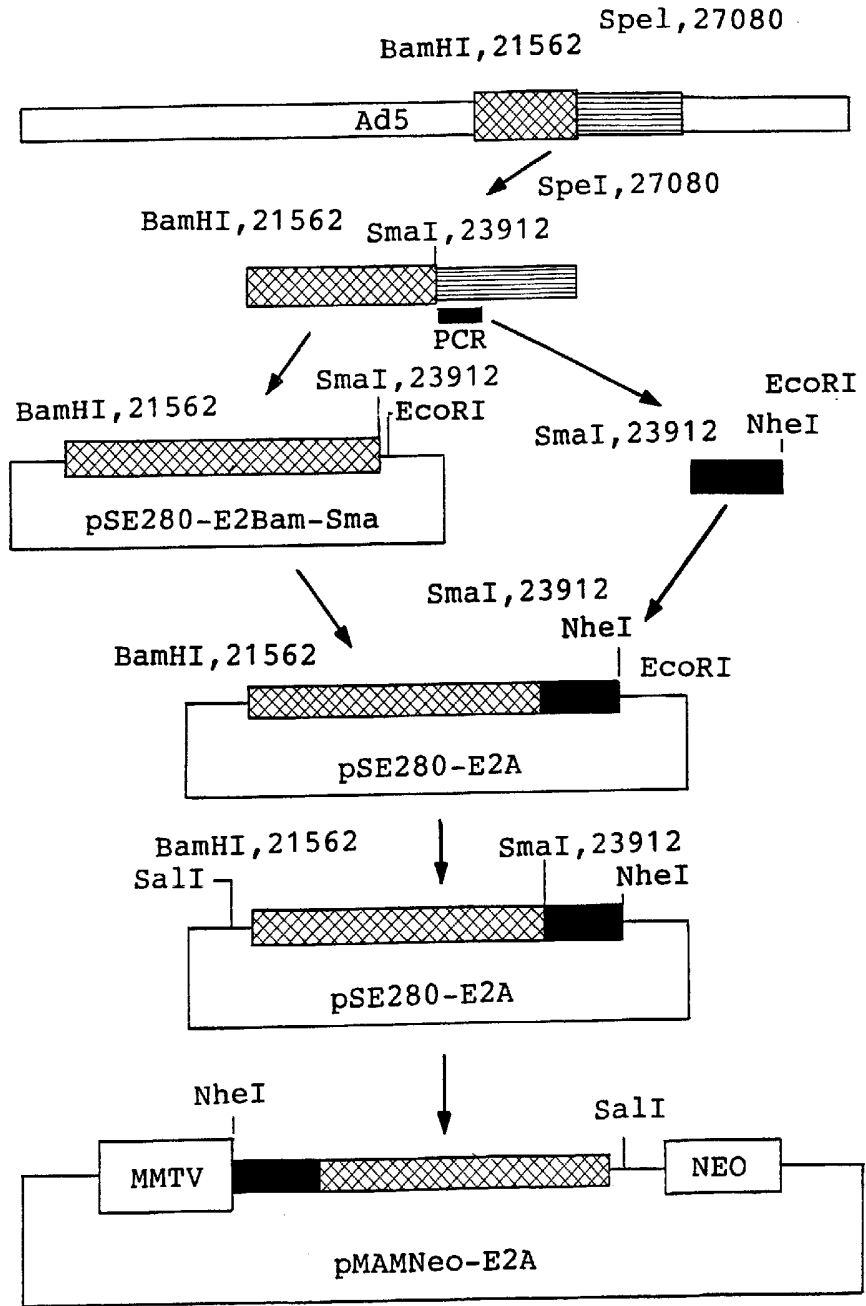 SpeI,27080
BamHI,21562
Ad5
SpeI,27080
BamHI,21562
SmaI,23912
PCR
SmaI,23912
BamHI,21562
EcoRI
EcoRI
SmaI,23912
NheI
pSE280-E2Bam-Sma
SmaI,23912
NheI
BamHI,21562
EcoRI
pSE280-E2A
BamHI,21562
SmaI,23912
SalI
NheI
pSE280-E2A
NheI
SalI
MMTV
NEO
pMAMNeo-E2A